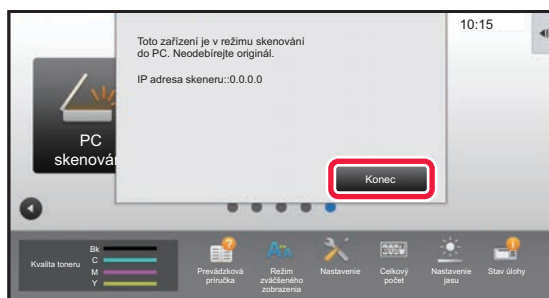 10:15
Toto zařízení je v režimu skenování
do PC. Neodebírejte originál.
IP adresa skeneru::0.0.0.0
PC
skenová
Konec
Kvalita toneru
Bk
C
M
Y
Prevádzková
príručka
Režim
zväčšeného
zobrazenia
Nastavenie
Celkový
počet
Nastavenie
jasu
Stav úlohy